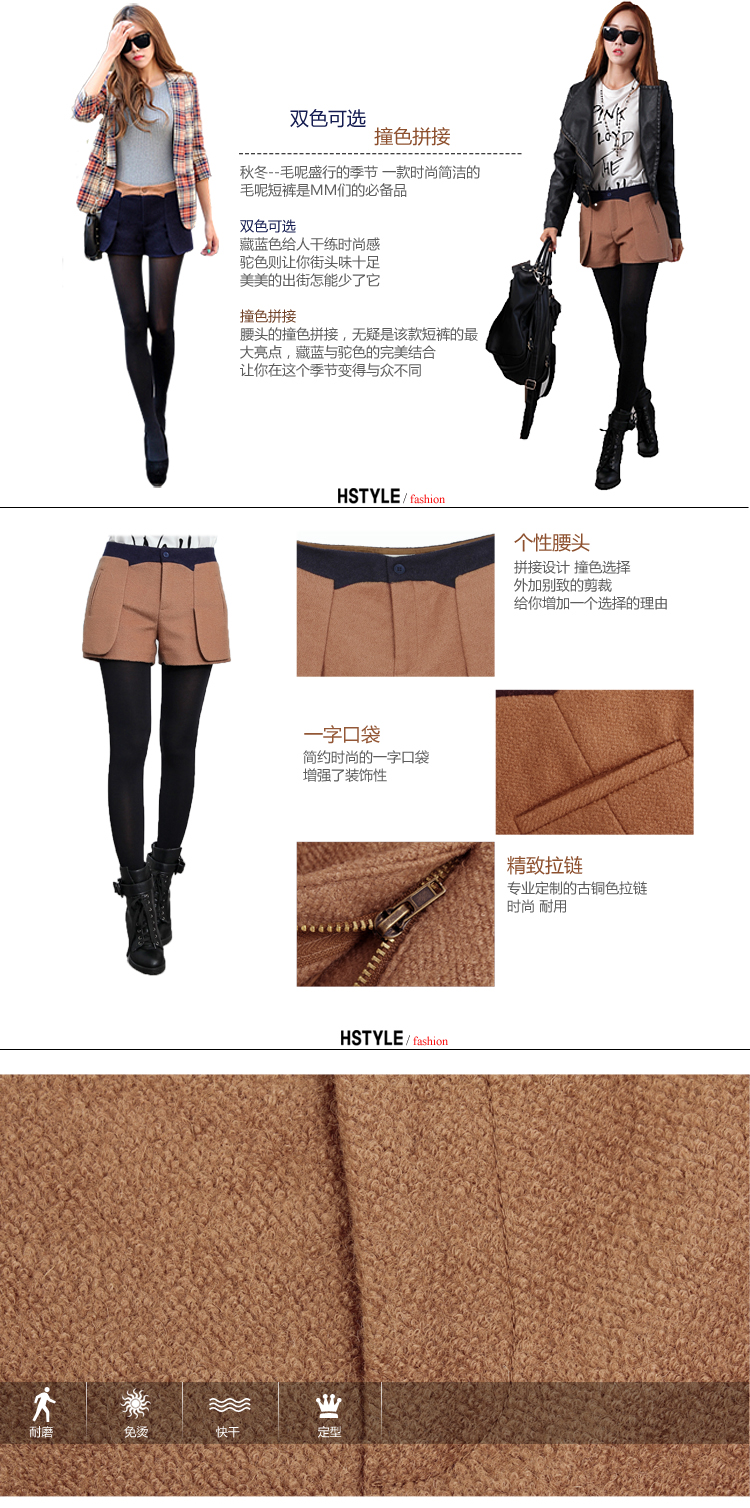 双色可选
撞色拼接
秋冬--毛呢盛行的季节 一款时尚简洁的
毛呢短裤是MM们的必备品
双色可选
藏蓝色给人干练时尚感
驼色则让你街头味十足
美美的出街怎能少了它
撞色拼接
腰头的撞色拼接，无疑是该款短裤的最
大亮点，藏蓝与驼色的完美结合
让你在这个季节变得与众不同
PINK
FLOYD
THE
HSTYLE / fashion
个性腰头
拼接设计 撞色选择
外加别致的剪裁
给你增加一个选择的理由
一字口袋
简约时尚的一字口袋
增强了装饰性
精致拉链
专业定制的古铜色拉链
时尚 耐用
HSTYLE / fashion
耐磨
免烫
快干
定型